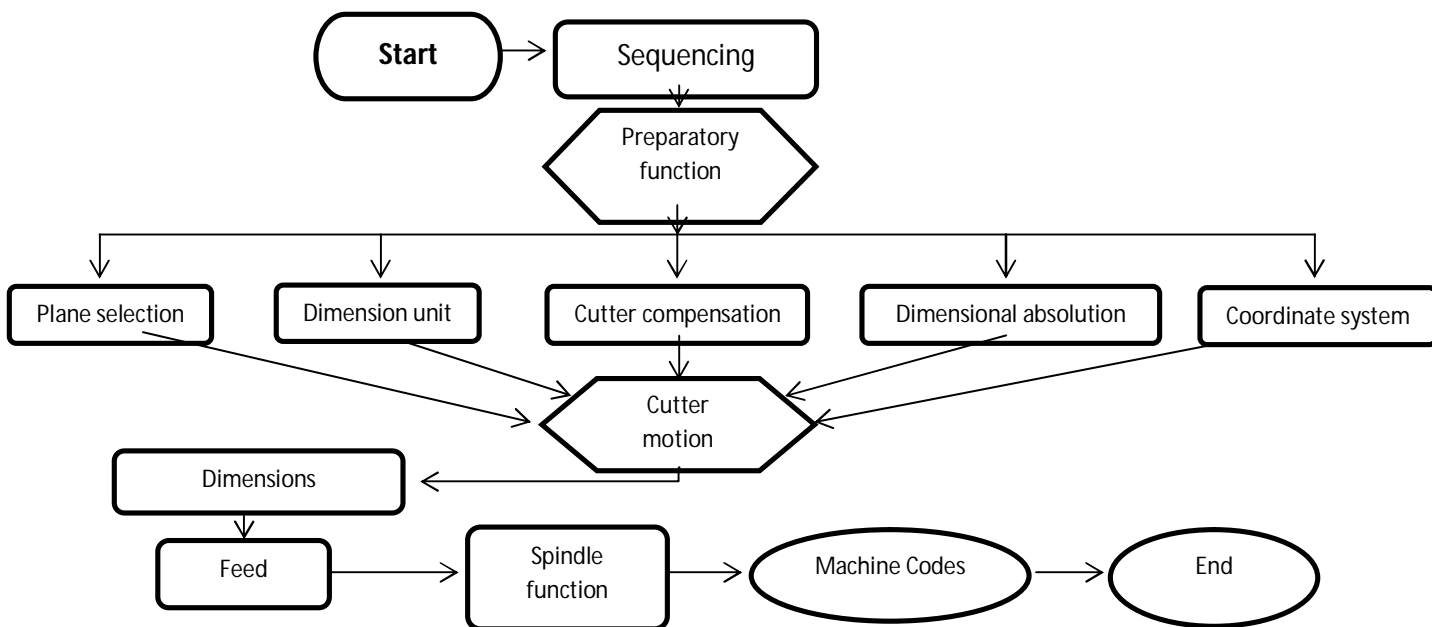 Start
Sequencing
Preparatory
function
Plane selection
Dimension unit
Cutter compensation
Dimensional absolution
Coordinate system
Cutter
motion
Dimensions
Feed
Spindle
function
Machine Codes
End